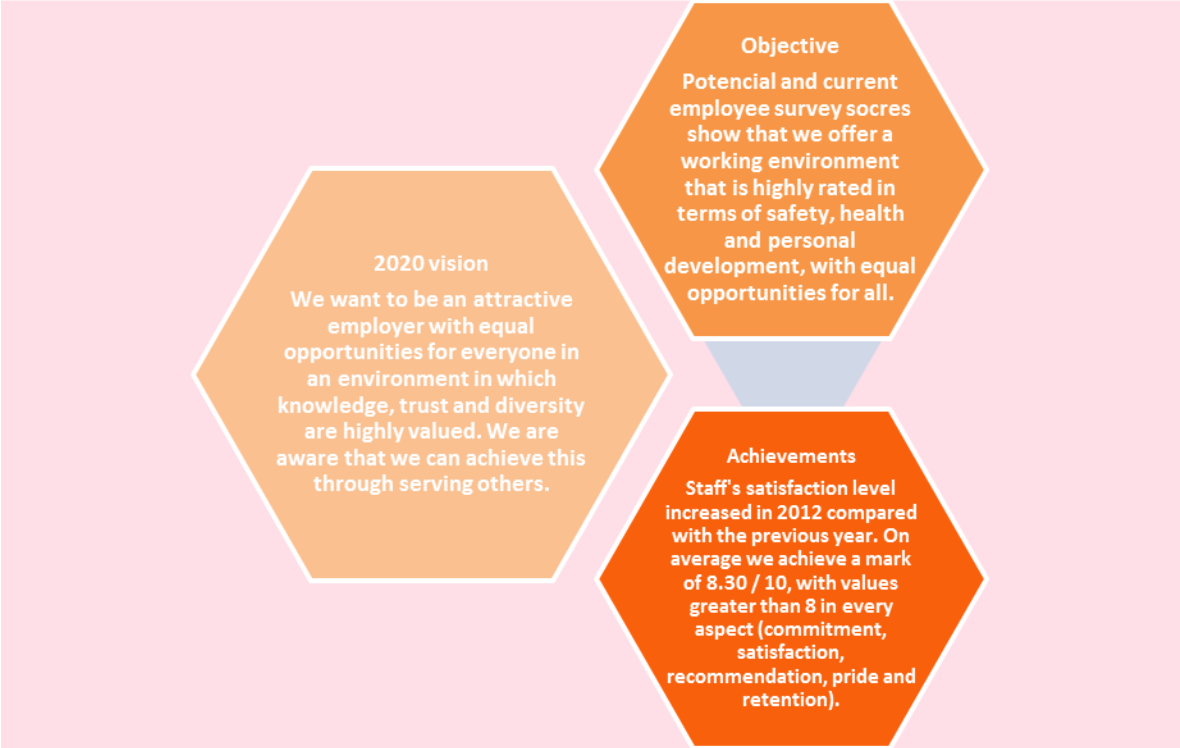 2020 vision
We want to be an attractive
employer with equal
opportunities for everyone in
an environment in which
knowledge, trust and diversity
are highly valued. We are
aware that we can achieve this
through serving others.
Objective
Potencial and current
employee survey socres
show that we offer a
working environment
that is highly rated in
terms of safety, health
and personal
development, with equal
opportunities for all.
Achievements
Staff's satisfaction level
increased in 2012 compared
with the previous year. On
average we achieve a mark
of 8.30 / 10, with values
greater than 8 in every
aspect (commitment,
satisfaction,
recommendation, pride and
retention).